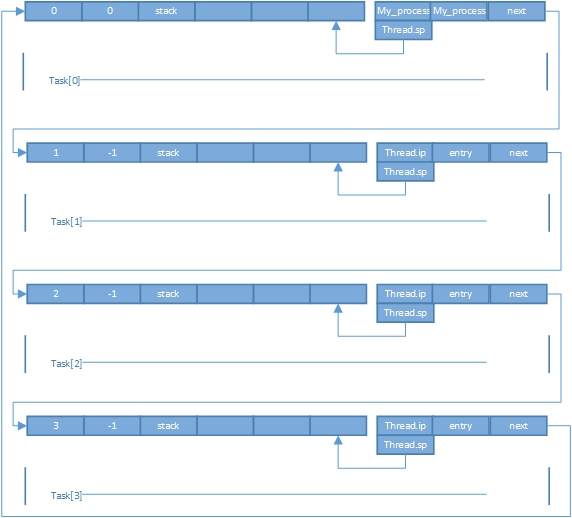 0 0 stack My_process My_process next
Thread.sp
Task[0]
1 -1 stack Thread.ip entry next
Thread.sp
Task[1]
2 -1 stack Thread.ip entry next
Thread.sp
Task[2]
3 -1 stack Thread.ip entry next
Thread.sp
Task[3]